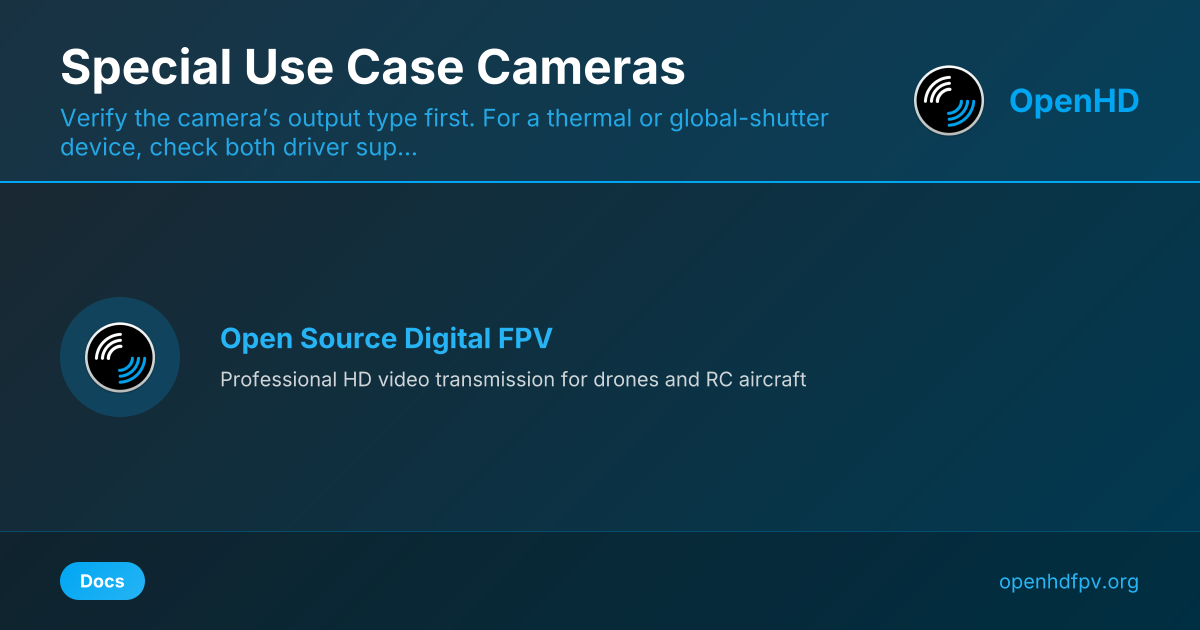 Special Use Case Cameras
Verify the camera’s output type first. For a thermal or global-shutter
device, check both driver sup...
OpenHD
Open Source Digital FPV
Professional HD video transmission for drones and RC aircraft
Docs
openhdfpv.org